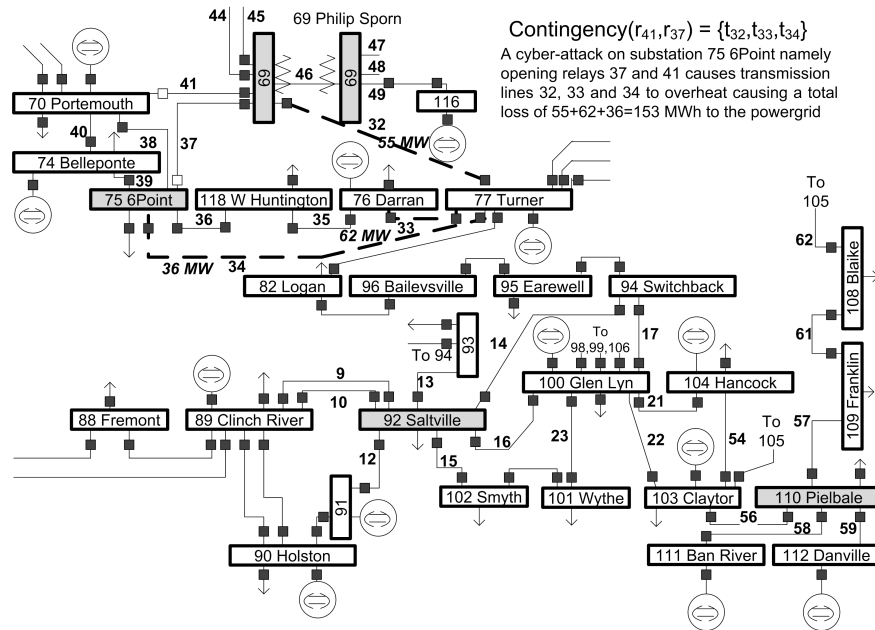 44
45
69 Philip Sporn
Contingency(r41,r37) = {t32,t33,t34}
A cyber-attack on substation 75 6Point namely
opening relays 37 and 41 causes transmission
lines 32, 33 and 34 to overheat causing a total
loss of 55+62+36=153 MWh to the powergrid
69
46
69
47
48
49
116
41
70 Portemouth
32
55 MW
40
38
37
74 Belleponte
39
75 6Point
118 W Huntington
76 Darran
77 Turner
36
35
33
62 MW
36 MW
34
To
105
62
108 Blaike
82 Logan
96 Bailevsville
95 Earewell
94 Switchback
61
93
To 94
14
17
To
98,99,106
13
9
10
100 Glen Lyn
104 Hancock
109 Franklin
21
88 Fremont
89 Clinch River
92 Saltville
57
To
105
16
23
22
54
12
15
91
102 Smyth
101 Wythe
103 Claytor
110 Pielbale
56
58
59
90 Holston
111 Ban River
112 Danville